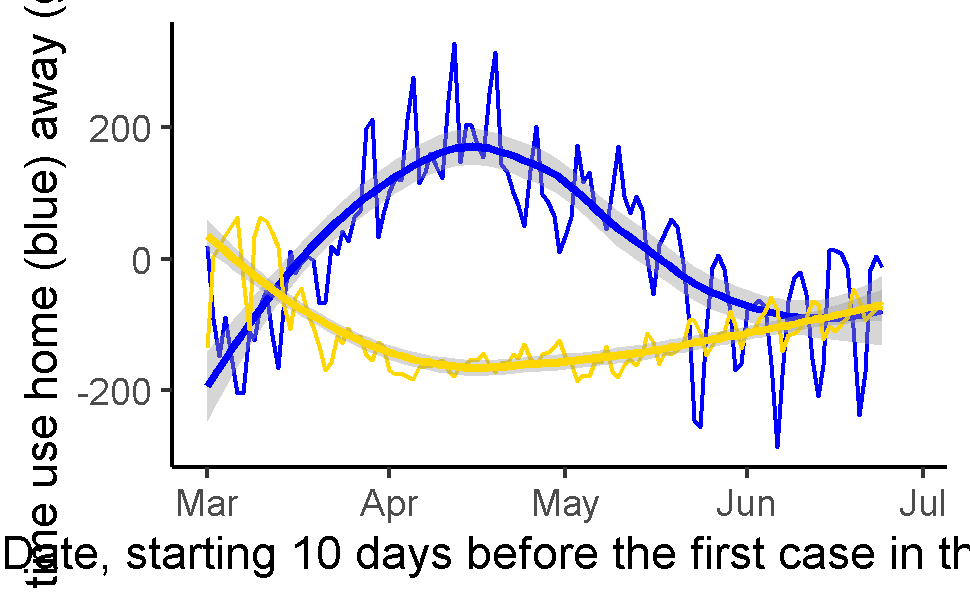 time use home (blue) away (
200
0
-200
Mar Apr May Jun Jul
Date, starting 10 days before the first case in th